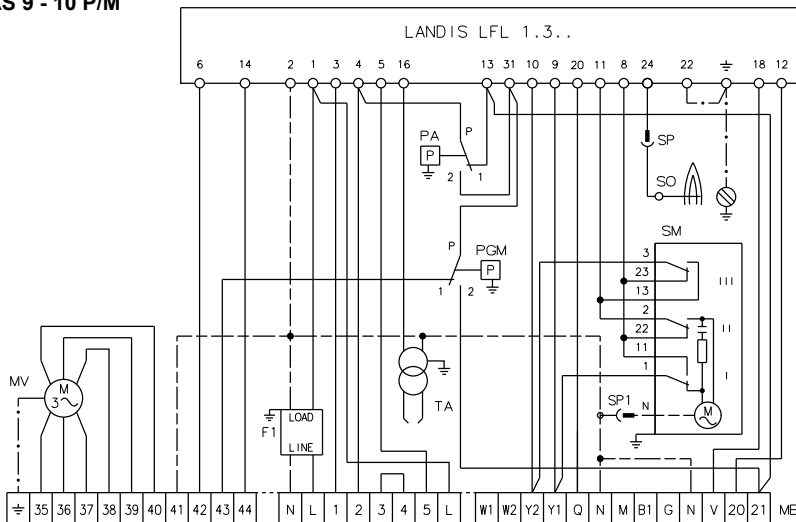 RS 9 - 10 P/M
LANDIS LFL 1.3..
6 14 2 1 3 4 5 16 13 31 10 9 20 11 8 24 22 18 12
PA P
P
2 1
SP
SO
SM
P PGM
P
1 2
3
23
13
III
2
22
II
11
1
I
MV
M
3
TA
F1
LOAD
LINE
SP1 N
M
35 36 37 38 39 40 41 42 43 44 N L 1 2 3 4 5 L W1 W2 Y2 Y1 Q N M B1 G N V 20 21 ME